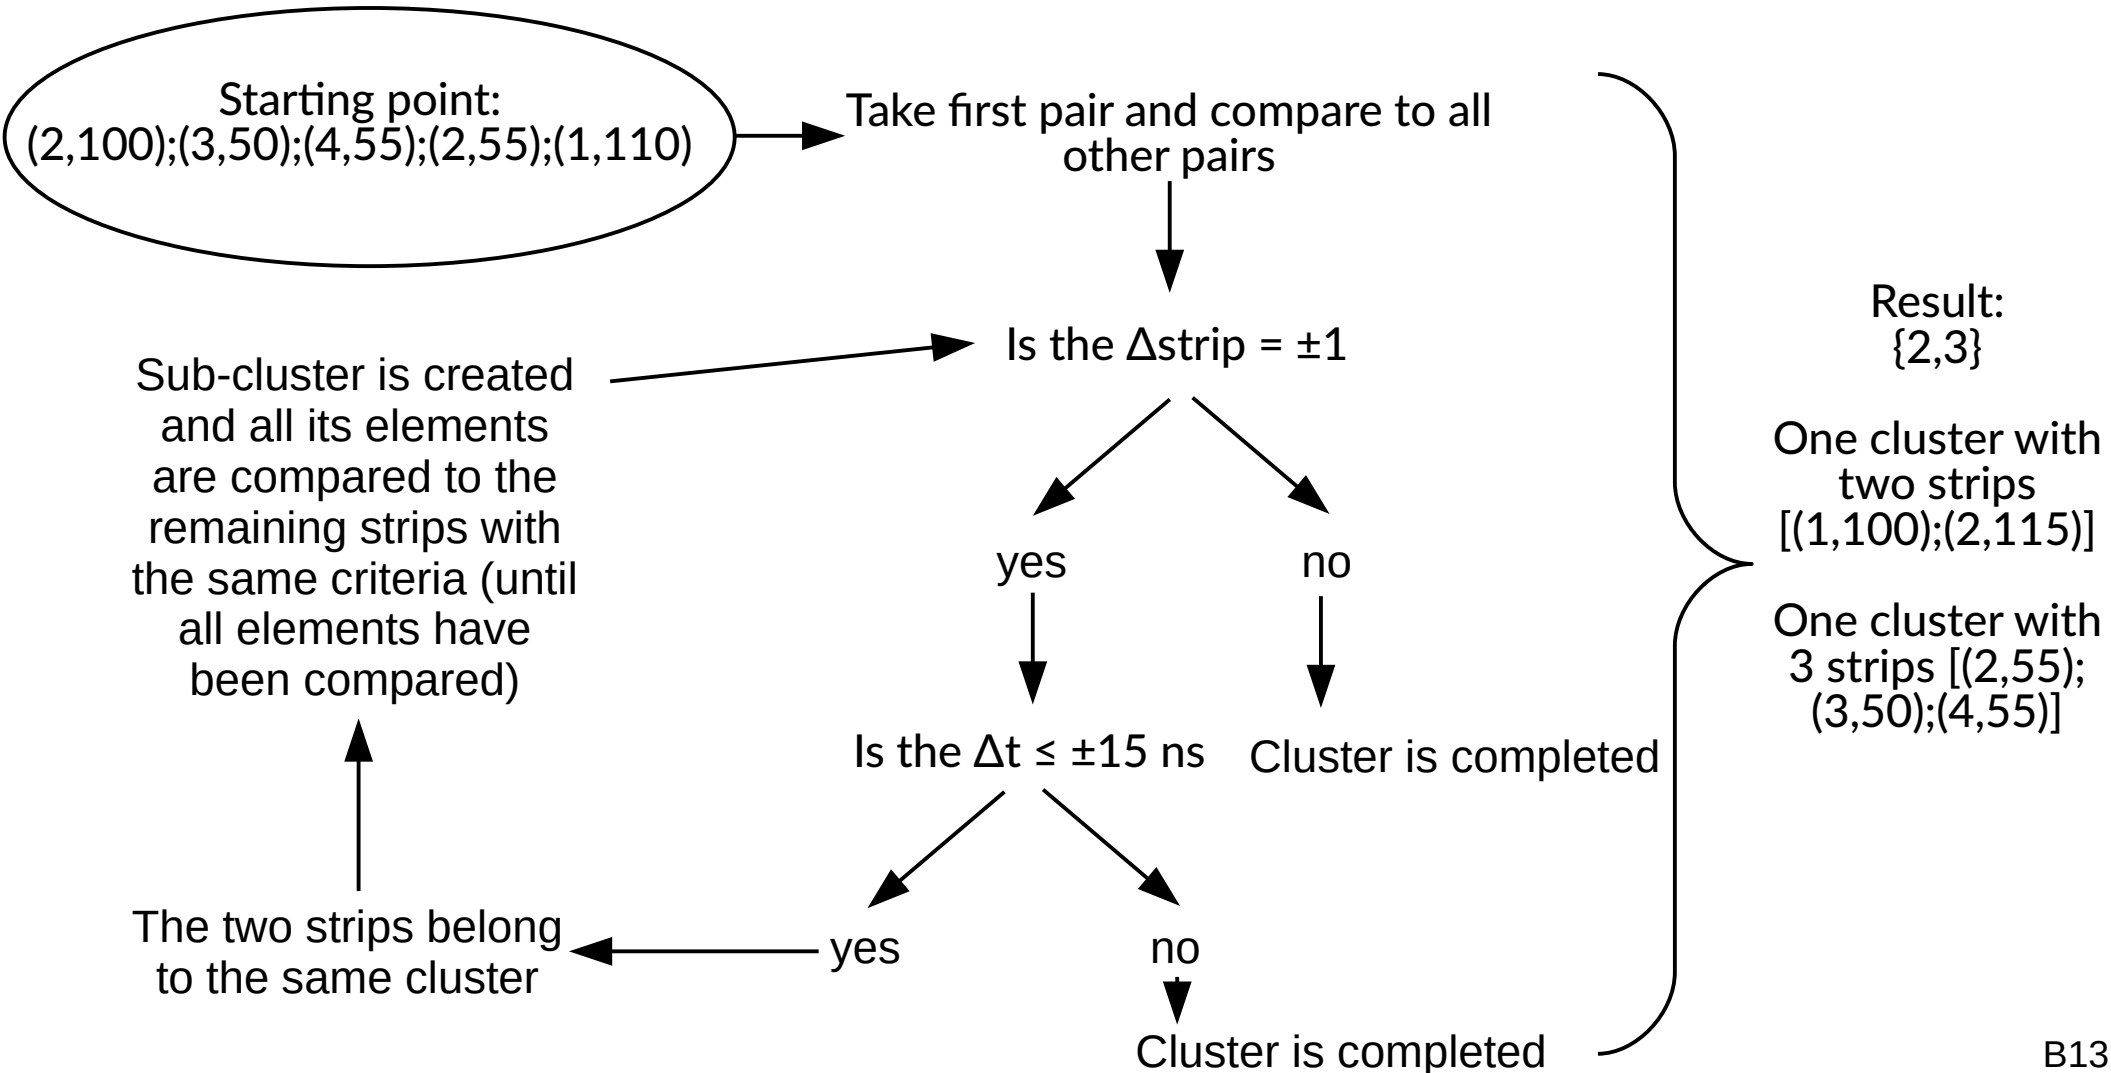 Starting point:
(2,100);(3,50);(4,55);(2,55);(1,110)
Take first pair and compare to all
other pairs
Is the Δstrip = ±1
Sub-cluster is created
and all its elements
are compared to the
remaining strips with
the same criteria (until
all elements have
been compared)
yes
no
Is the Δt ≤ ±15 ns
Cluster is completed
The two strips belong
to the same cluster
yes
no
Cluster is completed
Result:
{2,3}
One cluster with
two strips
[(1,100);(2,115)]
One cluster with
3 strips [(2,55);
(3,50);(4,55)]
B13